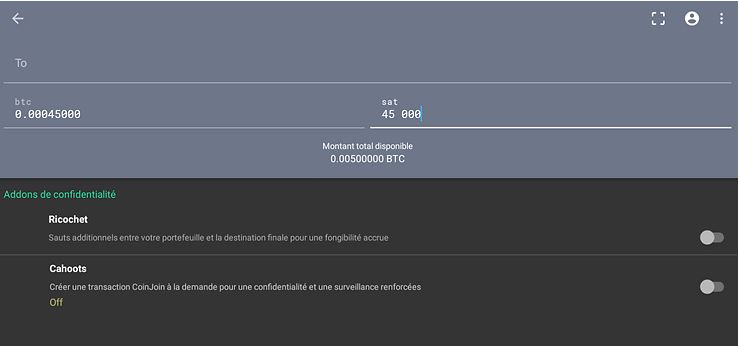 To
btc
sat
0.00045000
45 000
Montant total disponible
0.00500000 BTC
Addons de confidentialité
Ricochet
Sauts additionnels entre votre portefeuille et la destination finale pour une fongibilité accrue
Cahoots
Créer une transaction CoinJoin à la demande pour une confidentialité et une surveillance renforcées
Off